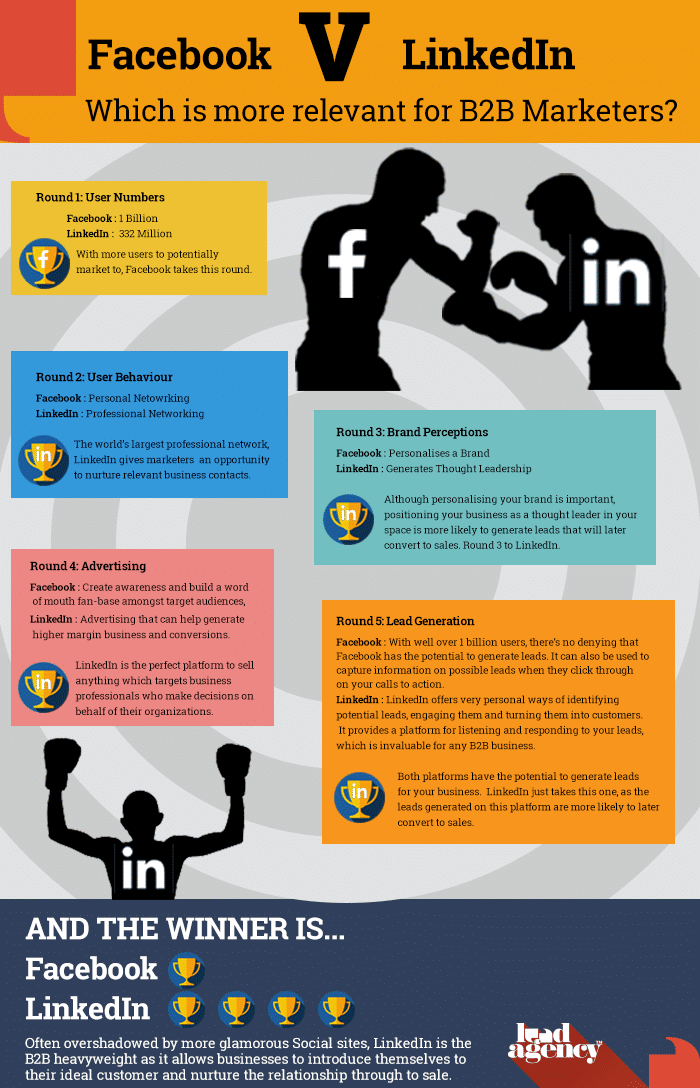 Facebook V LinkedIn
Which is more relevant for B2B Marketers?
Round 1: User Numbers
Facebook : 1 Billion
LinkedIn : 332 Million
f
With more users to potentially
market to, Facebook takes this round.
f
in
Round 2: User Behaviour
Facebook : Personal Netowrking
LinkedIn : Professional Networking
in
The world's largest professional network,
LinkedIn gives marketers an opportunity
to nurture relevant business contacts.
Round 3: Brand Perceptions
Facebook : Personalises a Brand
LinkedIn : Generates Thought Leadership
in
Although personalising your brand is important,
positioning your business as a thought leader in your
space is more likely to generate leads that will later
convert to sales. Round 3 to LinkedIn.
Round 4: Advertising
Facebook : Create awareness and build a word
of mouth fan-base amongst target audiences,
LinkedIn : Advertising that can help generate
higher margin business and conversions.
in
LinkedIn is the perfect platform to sell
anything which targets business
professionals who make decisions on
behalf of their organizations.
Round 5: Lead Generation
Facebook : With well over 1 billion users, there's no denying that
Facebook has the potential to generate leads. It can also be used to
capture information on possible leads when they click through
on your calls to action.
LinkedIn : LinkedIn offers very personal ways of identifying
potential leads, engaging them and turning them into customers.
It provides a platform for listening and responding to your leads,
which is invaluable for any B2B business.
in
Both platforms have the potential to generate leads
for your business. LinkedIn just takes this one, as the
leads generated on this platform are more likely to later
convert to sales.
in
AND THE WINNER IS...
Facebook
LinkedIn
Often overshadowed by more glamorous Social sites, LinkedIn is the
B2B heavyweight as it allows businesses to introduce themselves to
their ideal customer and nurture the relationship through to sale.
lead
agency™